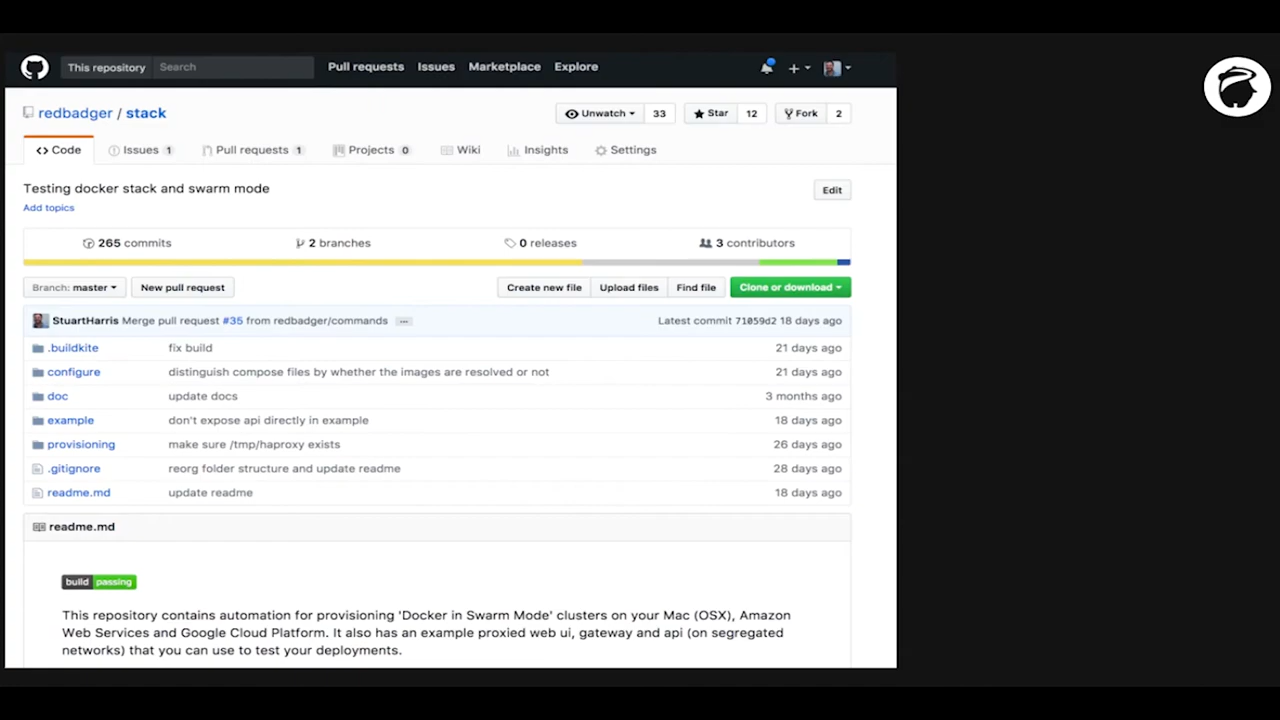 This repository Search Pull requests Issues Marketplace Explore
redbadger / stack Unwatch 33 Star 12 Fork 2
Code Issues 1 Pull requests 1 Projects 0 Wiki Insights Settings
Testing docker stack and swarm mode Edit
Add topics
265 commits 2 branches 0 releases 3 contributors
Branch: master New pull request Create new file Upload files Find file Clone or download
StuartHarris Merge pull request #35 from redbadger/commands ... Latest commit 71059d2 18 days ago
.buildkite fix build 21 days ago
configure distinguish compose files by whether the images are resolved or not 21 days ago
doc update docs 3 months ago
example don't expose api directly in example 18 days ago
provisioning make sure /tmp/haproxy exists 26 days ago
.gitignore reorg folder structure and update readme 28 days ago
readme.md update readme 18 days ago
readme.md
build passing
This repository contains automation for provisioning 'Docker in Swarm Mode' clusters on your Mac (OSX), Amazon
Web Services and Google Cloud Platform. It also has an example proxied web ui, gateway and api (on segregated
networks) that you can use to test your deployments.